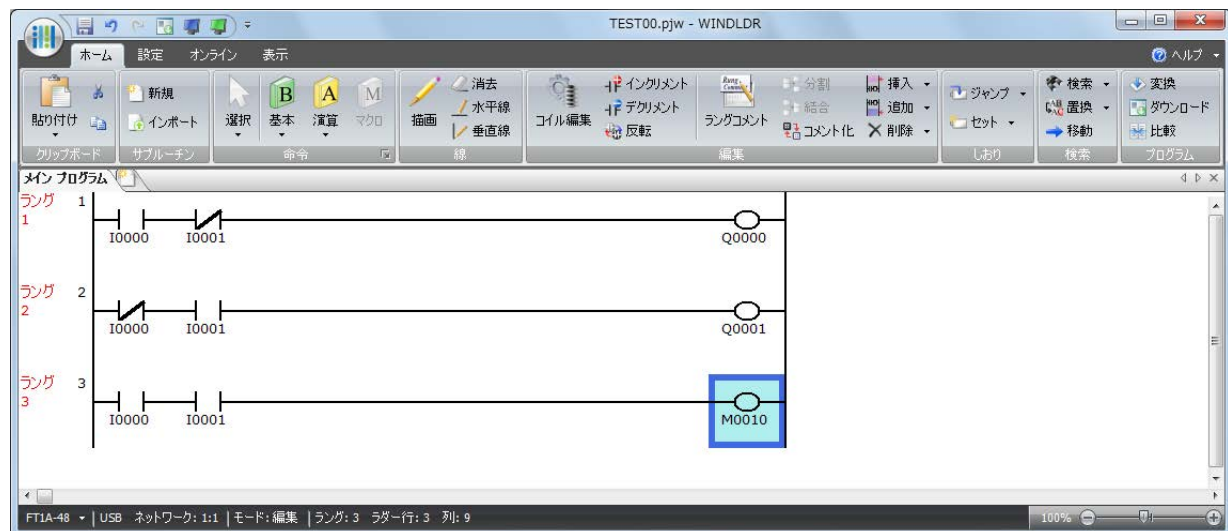 TEST00.pjw - WINDLDR
ホーム 設定 オンライン 表示 ヘルプ
貼り付け 新規 インポート 選択 B 基本 A 演算 M マクロ 描画 消去 水平線 垂直線 コイル編集 インクリメント デクリメント 反転 ラングコメント 分割 結合 コメント化 挿入 追加 削除 ジャンプ セット 検索 置換 移動 変換 ダウンロード 比較
クリップボード サブルーチン 命令 線 編集 しおり 検索 プログラム
メイン プログラム
ラング 1
1
I0000 I0001 Q0000
ラング 2
2
I0000 I0001 Q0001
ラング 3
3
I0000 I0001 M0010
FT1A-48 | USB ネットワーク: 1:1 | モード: 編集 | ラング: 3 ラダー行: 3 列: 9 100%